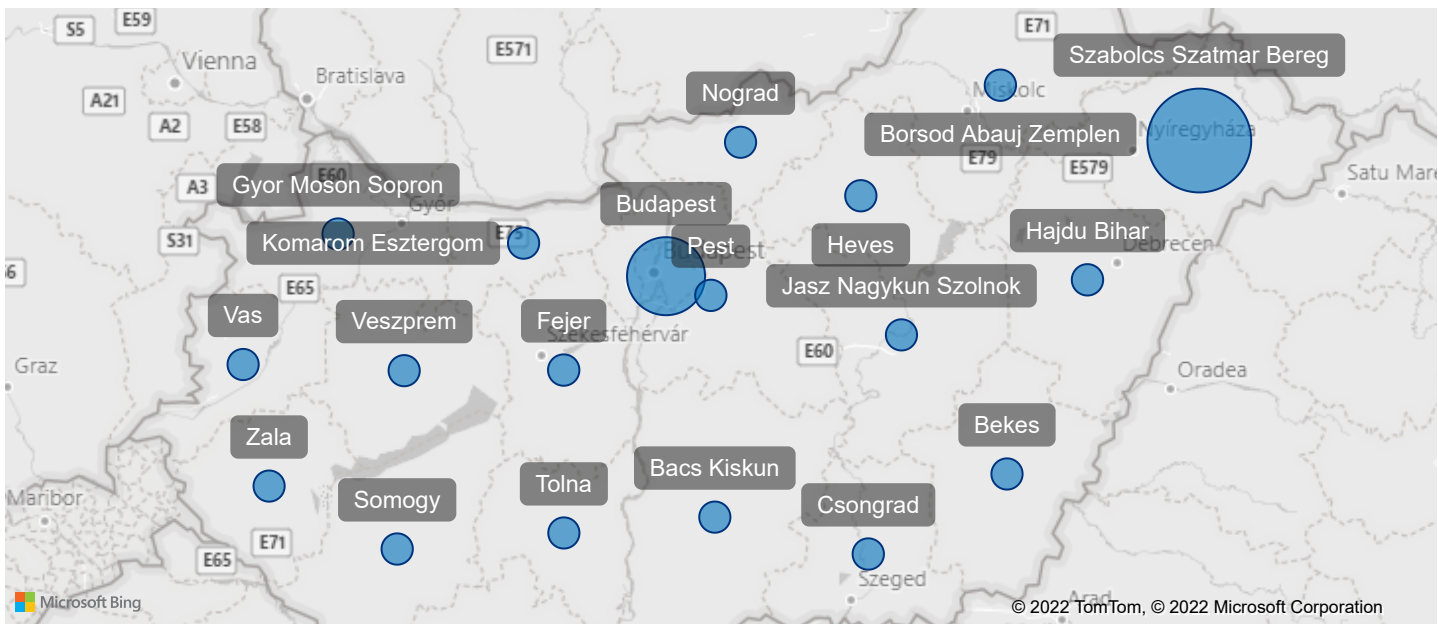 S5
E59
E571
E71
Szabolcs Szatmar Bereg
Vienna
Bratislava
Nograd
Miskolc
A21
A2
E58
Borsod Abauj Zemplen
Nyíregyháza
E79
E579
E60
A3
Gyor Moson Sopron
Győr
Satu Mare
Budapest
S31
Komarom Esztergom
E75
Pest
Budapest
Heves
Hajdu Bihar
Debrecen
E65
Jasz Nagykun Szolnok
Vas
Veszprem
Fejer
Székesfehérvár
E60
Graz
Oradea
Zala
Bekes
Maribor
Somogy
Tolna
Bacs Kiskun
Csongrad
E71
E65
Szeged
Microsoft Bing
Arad
© 2022 TomTom, © 2022 Microsoft Corporation